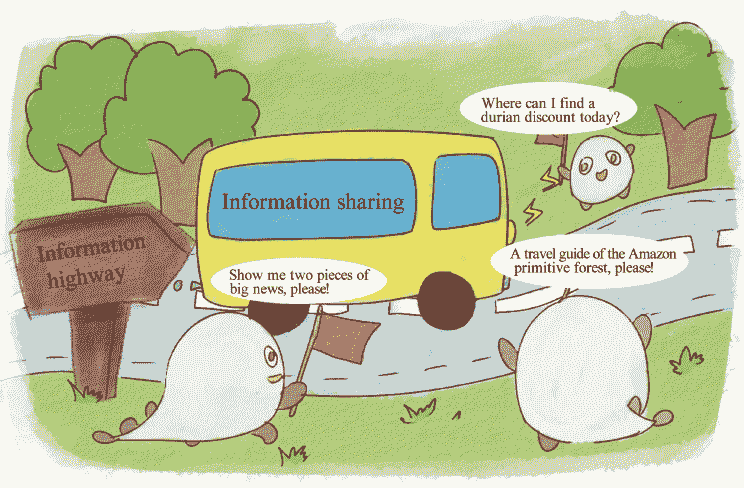 Where can I find a
durian discount today?
Information sharing
Information
highway
A travel guide of the Amazon
primitive forest, please!
Show me two pieces of
big news, please!